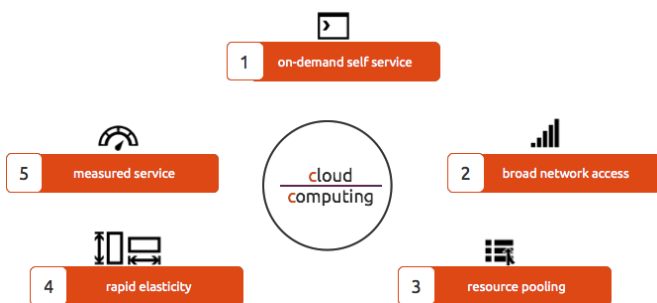 1 on-demand self service
5 measured service
cloud
computing
2 broad network access
4 rapid elasticity
3 resource pooling